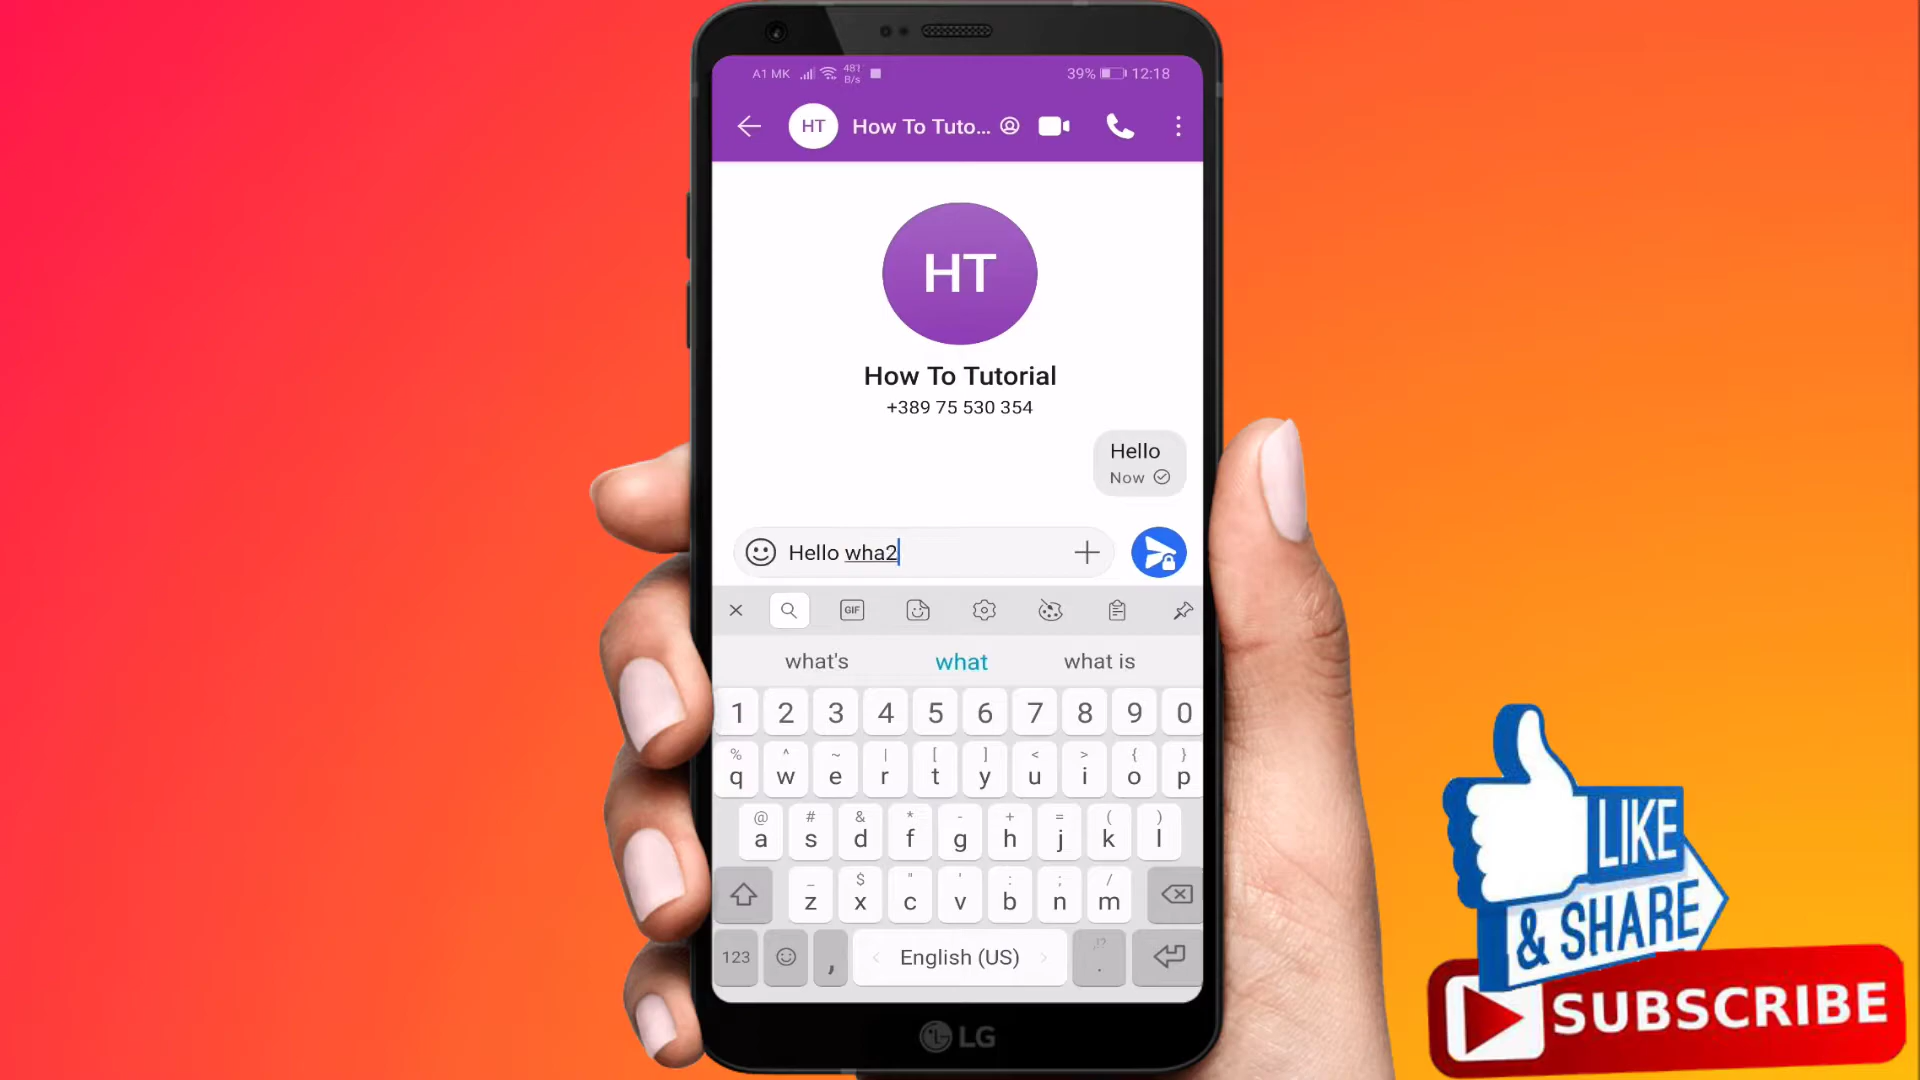 A1 MK 481 B/s 39% 12:18
HT How To Tuto...
HT
How To Tutorial
+389 75 530 354
Hello
Now
Hello wha2
GIF
what's what what is
1 2 3 4 5 6 7 8 9 0
% ^ ~ | [ ] < > { }
q w e r t y u i o p
@ # & * - + = ( )
a s d f g h j k l
_ $ " ' : ; /
z x c v b n m
123 , < English (US) > ,!? .
LG
LIKE
& SHARE
SUBSCRIBE